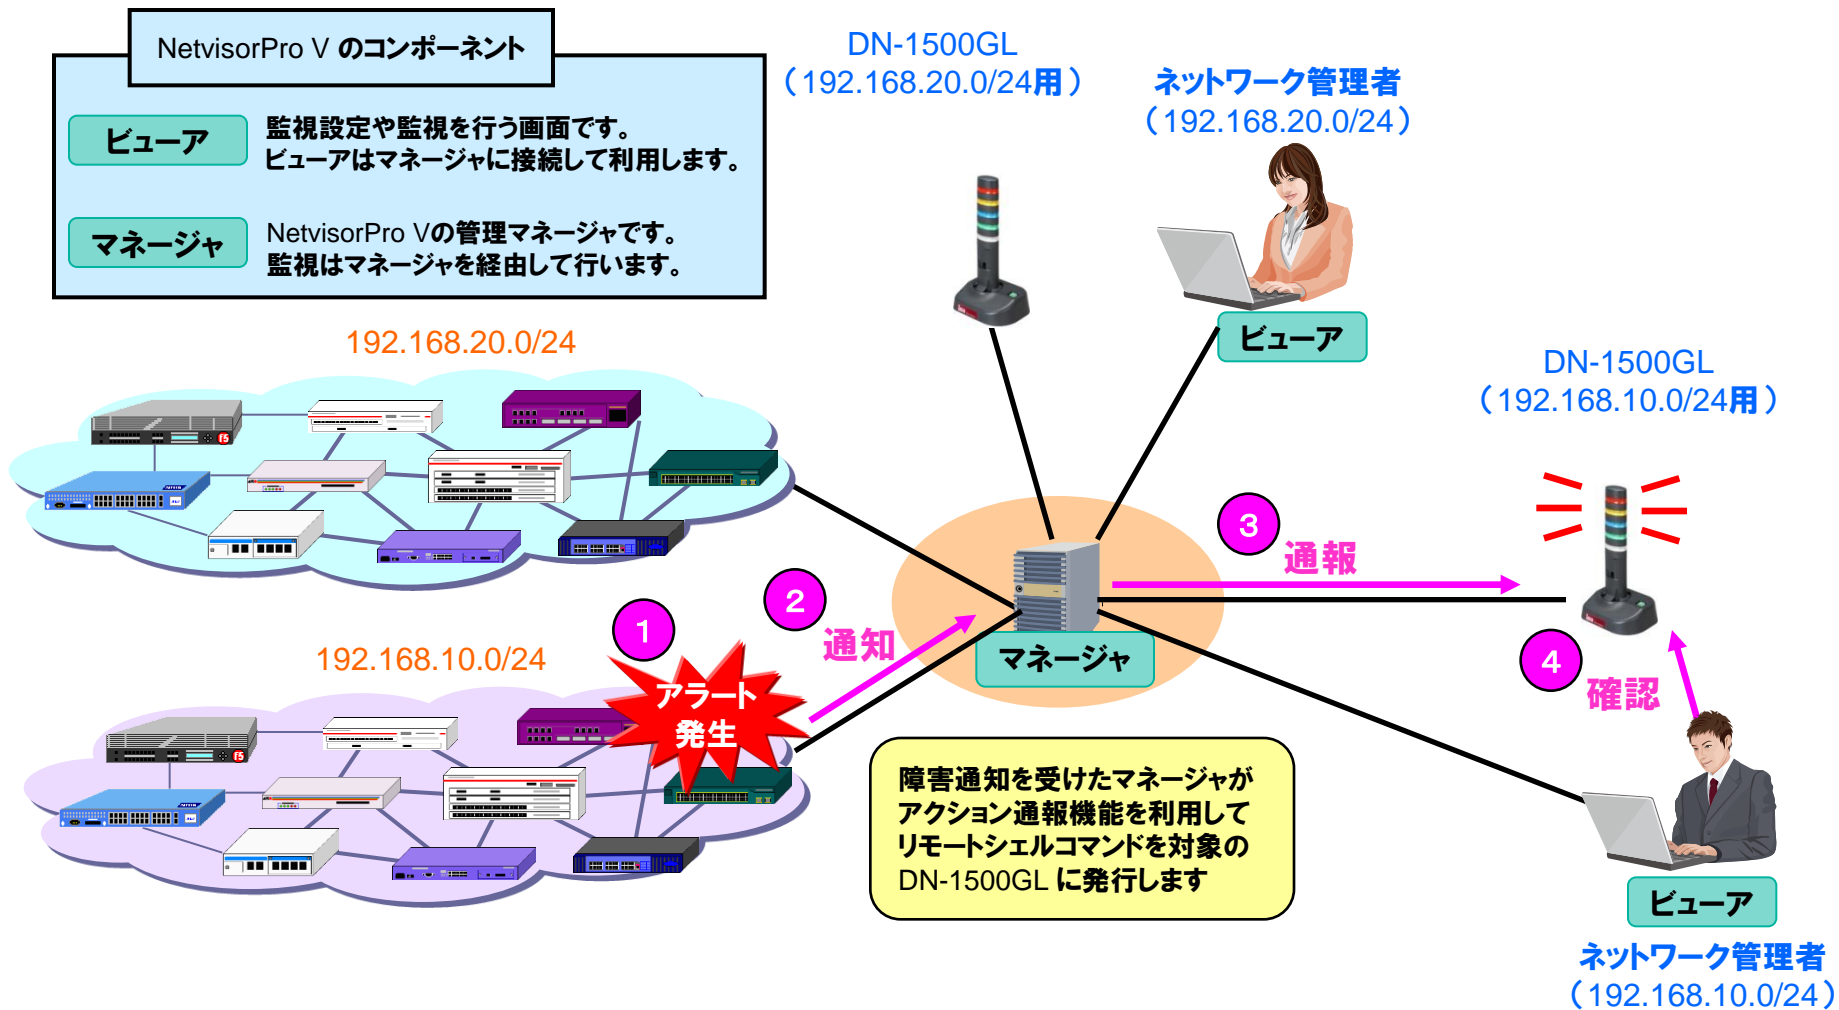 NetvisorPro V のコンポーネント
ビューア
監視設定や監視を行う画面です。
ビューアはマネージャに接続して利用します。
マネージャ
NetvisorPro Vの管理マネージャです。
監視はマネージャを経由して行います。
DN-1500GL
（192.168.20.0/24用）
ネットワーク管理者
（192.168.20.0/24）
ビューア
192.168.20.0/24
DN-1500GL
（192.168.10.0/24用）
1
2
通知
3
通報
マネージャ
4
確認
192.168.10.0/24
アラート
発生
障害通知を受けたマネージャが
アクション通報機能を利用して
リモートシェルコマンドを対象の
DN-1500GL に発行します
ビューア
ネットワーク管理者
（192.168.10.0/24）